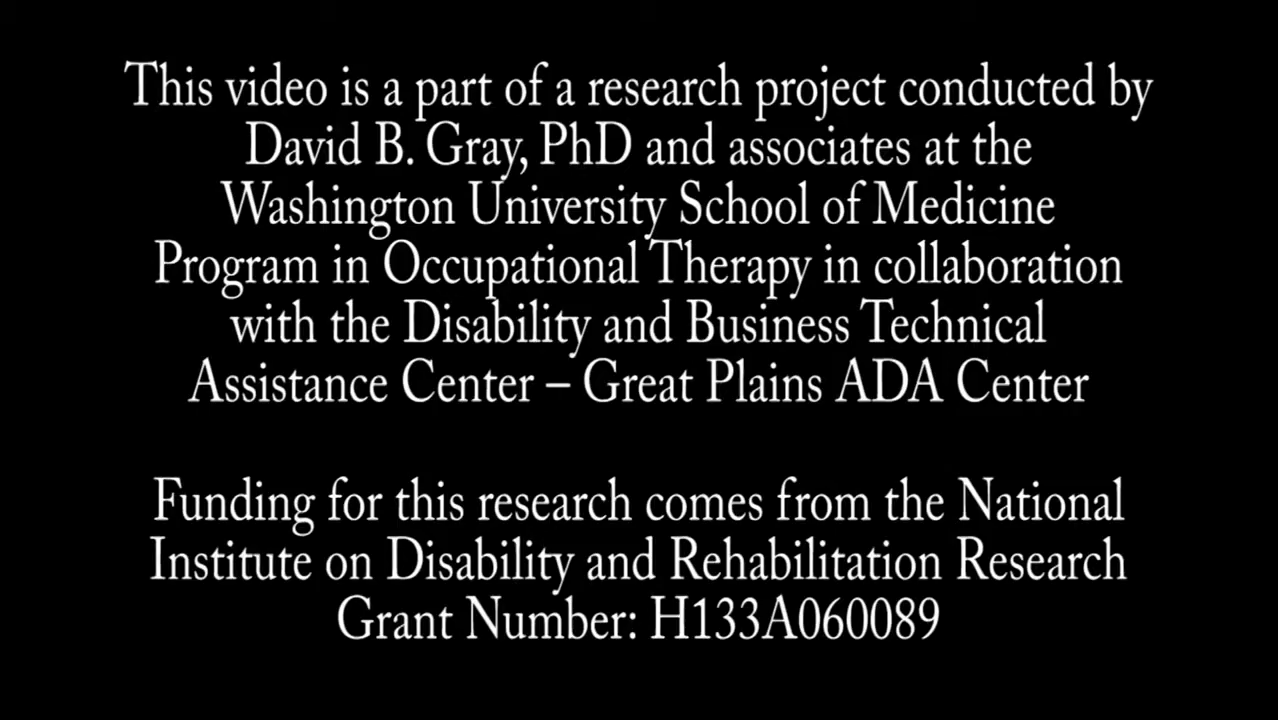 This video is a part of a research project conducted by
David B. Gray, PhD and associates at the
Washington University School of Medicine
Program in Occupational Therapy in collaboration
with the Disability and Business Technical
Assistance Center – Great Plains ADA Center
Funding for this research comes from the National
Institute on Disability and Rehabilitation Research
Grant Number: H133A060089